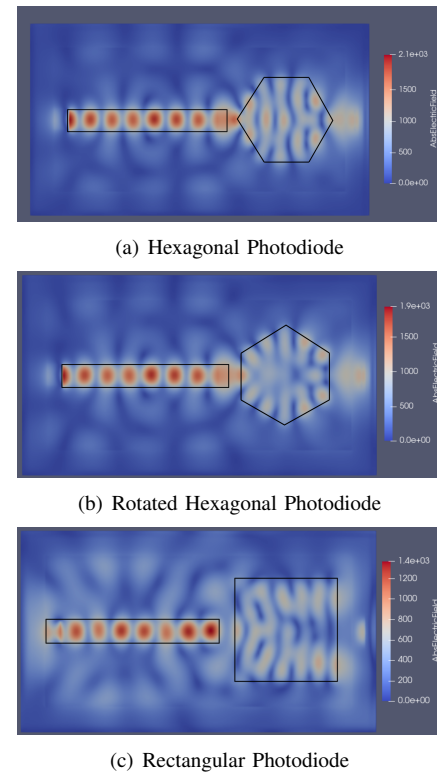 2.1e+03
1500
1000
500
0.0e+00
AbsElectricField
(a) Hexagonal Photodiode
1.9e+03
1500
1000
500
0.0e+00
AbsElectricField
(b) Rotated Hexagonal Photodiode
1.4e+03
1200
1000
800
600
400
200
0.0e+00
AbsElectricField
(c) Rectangular Photodiode